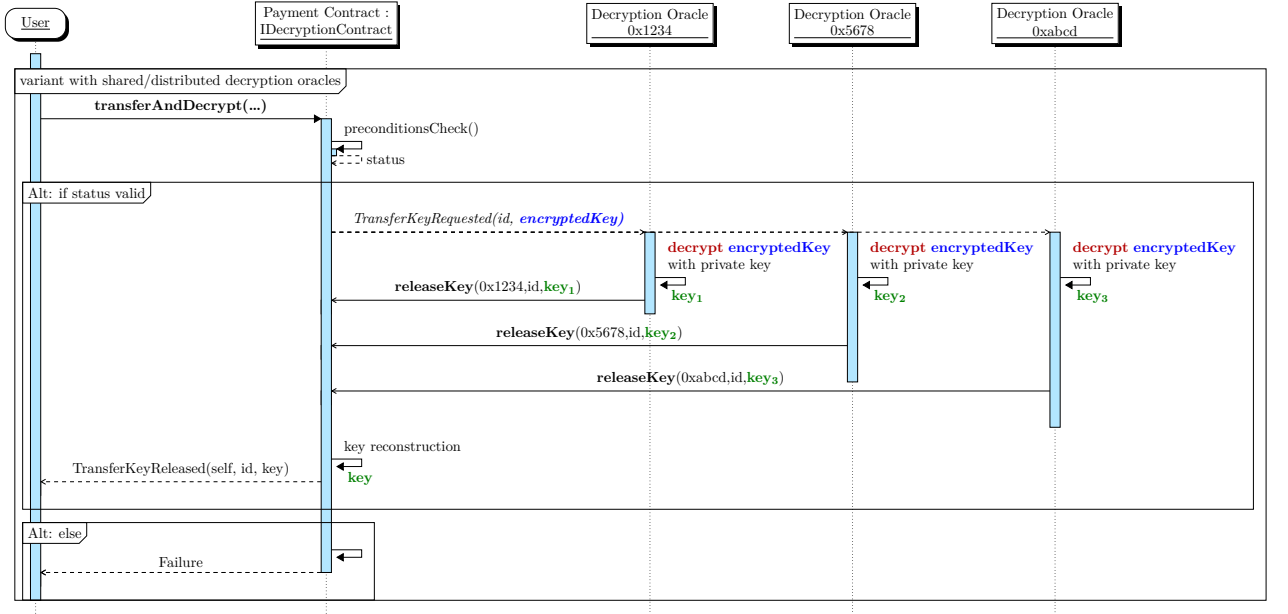 User
Payment Contract :
IDecryptionContract
Decryption Oracle
0x1234
Decryption Oracle
0x5678
Decryption Oracle
0xabcd
variant with shared/distributed decryption oracles
transferAndDecrypt(...)
preconditionsCheck()
status
Alt: if status valid
TransferKeyRequested(id, encryptedKey)
decrypt encryptedKey
with private key
key₁
decrypt encryptedKey
with private key
key₂
decrypt encryptedKey
with private key
key₃
releaseKey(0x1234,id,key₁)
releaseKey(0x5678,id,key₂)
releaseKey(0xabcd,id,key₃)
key reconstruction
key
TransferKeyReleased(self, id, key)
Alt: else
Failure